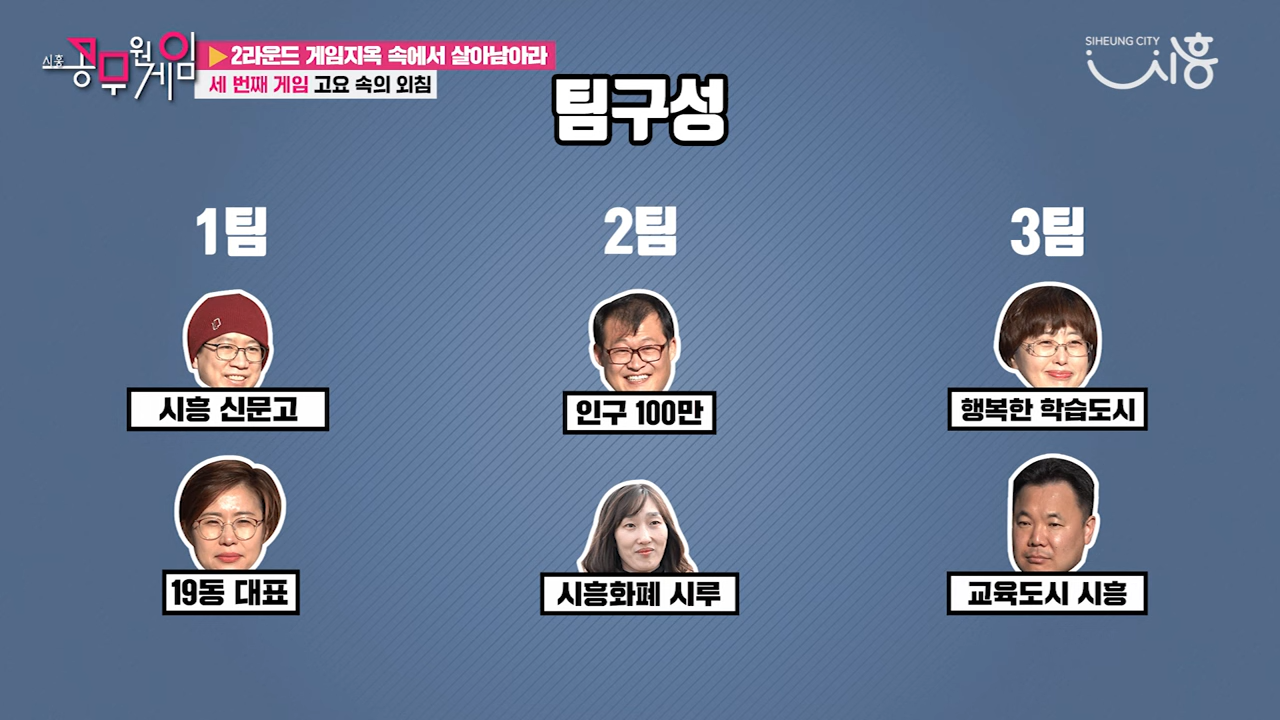 시흥 공무원게임
▶2라운드 게임지옥 속에서 살아남아라
세 번째 게임 고요 속의 외침
SIHEUNG CITY
시흥
팀구성
1팀
2팀
3팀
시흥 신문고
인구 100만
행복한 학습도시
19동 대표
시흥화폐 시루
교육도시 시흥